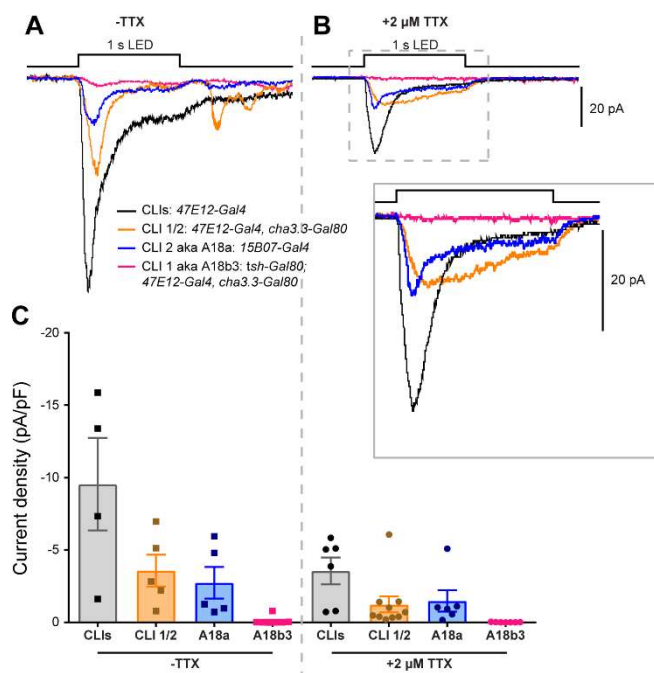 -TTX
+2 µM TTX
A
B
1 s LED
1 s LED
20 pA
CLIs: 47E12-Gal4
CLI 1/2: 47E12-Gal4, cha3.3-Gal80
CLI 2 aka A18a: 15B07-Gal4
CLI 1 aka A18b3: tsh-Gal80;
47E12-Gal4, cha3.3-Gal80
20 pA
C
Current density (pA/pF)
-20
-15
-10
-5
0
CLIs CLI 1/2 A18a A18b3
-TTX
CLIs CLI 1/2 A18a A18b3
+2 µM TTX